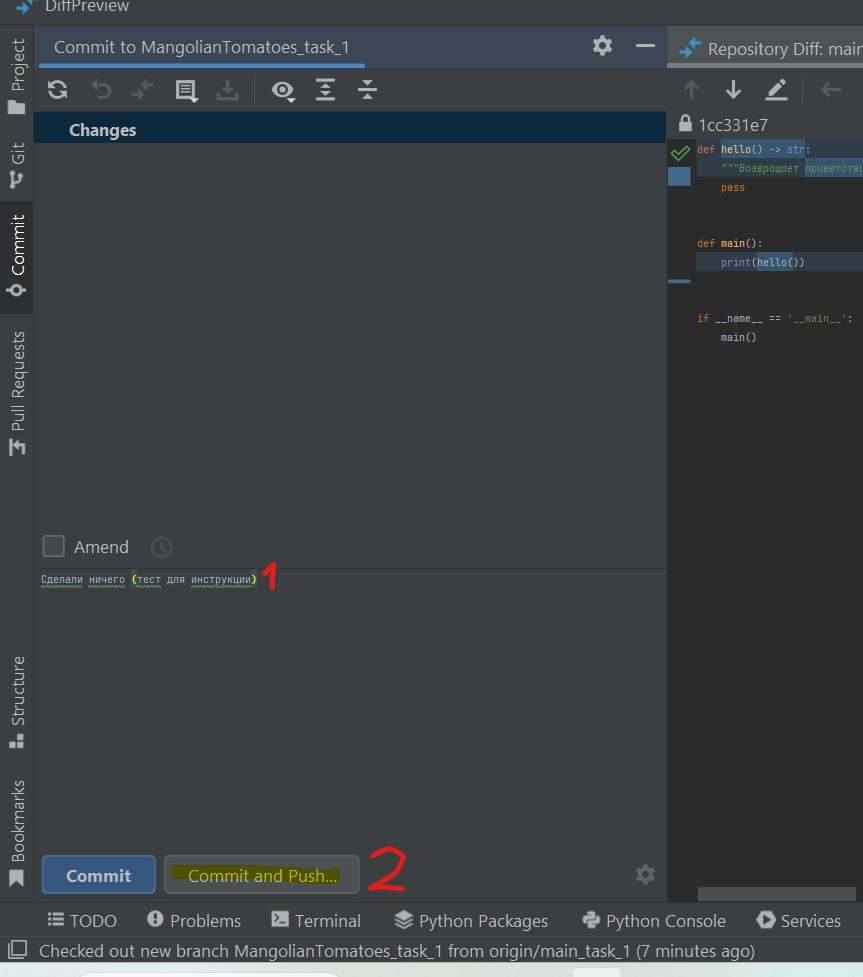 DiffPreview
Commit to MangolianTomatoes_task_1
Repository Diff: main
Project
Git
Commit
Pull Requests
Structure
Bookmarks
Changes
1cc331e7
def hello() -> str:
"""Возвращает приветстви
pass
def main():
print(hello())
if __name__ == '__main__':
main()
Amend
Сделали ничего (тест для инструкции) 1
Commit
Commit and Push...
2
TODO
Problems
Terminal
Python Packages
Python Console
Services
Checked out new branch MangolianTomatoes_task_1 from origin/main_task_1 (7 minutes ago)